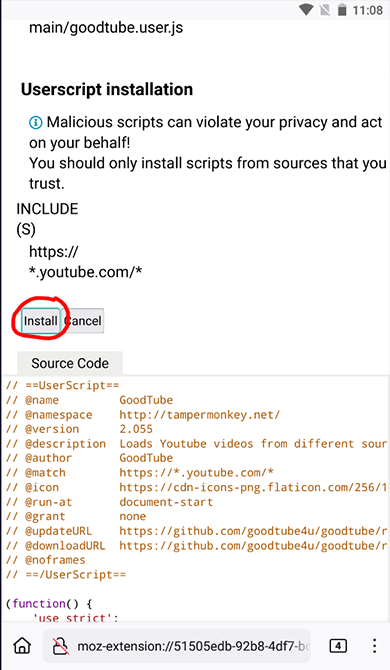 11:08
main/goodtube.user.js
Userscript installation
Malicious scripts can violate your privacy and act
on your behalf!
You should only install scripts from sources that you
trust.
INCLUDE
(S)
https://
*.youtube.com/*
Install Cancel
Source Code
// ==UserScript==
// @name GoodTube
// @namespace http://tampermonkey.net/
// @version 2.055
// @description Loads Youtube videos from different sour
// @author GoodTube
// @match https://*.youtube.com/*
// @icon https://cdn-icons-png.flaticon.com/256/1
// @run-at document-start
// @grant none
// @updateURL https://github.com/goodtube4u/goodtube/r
// @downloadURL https://github.com/goodtube4u/goodtube/r
// @noframes
// ==/UserScript==
(function() {
'use strict';
moz-extension://51505edb-92b8-4df7-bc
4